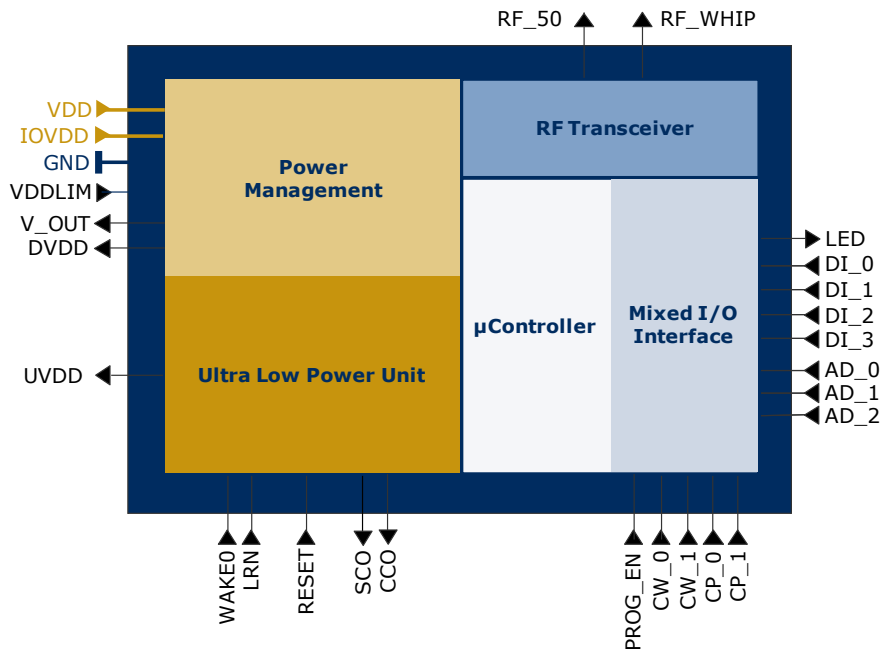 RF_50
RF_WHIP
VDD
IOVDD
GND
VDDLIM
V_OUT
DVDD
UVDD
Power
Management
Ultra Low Power Unit
RF Transceiver
µController
Mixed I/O
Interface
LED
DI_0
DI_1
DI_2
DI_3
AD_0
AD_1
AD_2
WAKE0
LRN
RESET
SCO
CCO
PROG_EN
CW_0
CW_1
CP_0
CP_1